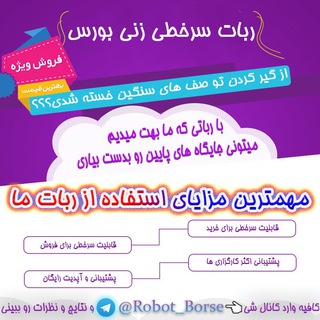 ربات سرخطی زنی بورس
فروش ویژه
بهترین قیمت
از گیر کردن تو صف های سنگین خسته شدی؟؟؟
با رباتی که ما بهت میدیم
میتونی جایگاه های پایین رو بدست بیاری
مهمترین مزایای استفاده از ربات ما
قابلیت سرخطی برای خرید
قابلیت سرخطی برای فروش
پشتیبانی اکثر کارگزاری ها
پشتیبانی و آپدیت رایگان
کافیه وارد کانال شی @Robot_Borse و نتایج و نظرات رو ببینی